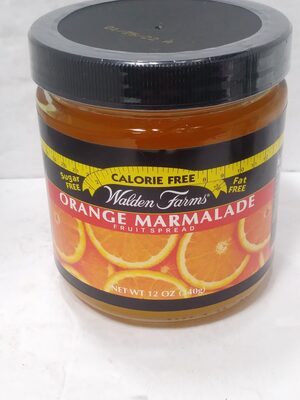 CALORIE FREE
Sugar FREE
Fat FREE
Walden Farms
ORANGE MARMALADE
FRUIT SPREAD
NET WT 12 OZ (340g)